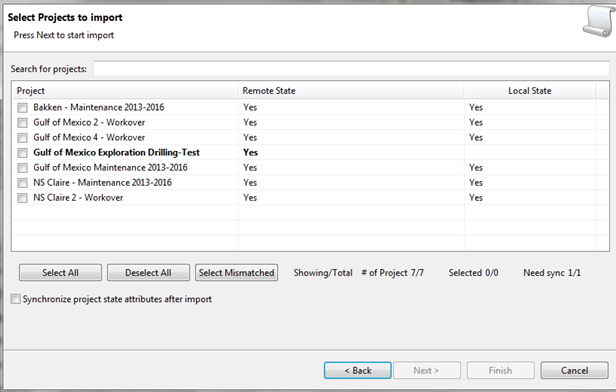 Select Projects to import
Press Next to start import
Search for projects:
Project Remote State Local State
Bakken - Maintenance 2013-2016 Yes Yes
Gulf of Mexico 2 - Workover Yes Yes
Gulf of Mexico 4 - Workover Yes Yes
Gulf of Mexico Exploration Drilling-Test Yes
Gulf of Mexico Maintenance 2013-2016 Yes Yes
NS Claire - Maintenance 2013-2016 Yes Yes
NS Claire 2 - Workover Yes Yes
Select All Deselect All Select Mismatched Showing/Total # of Project 7/7 Selected 0/0 Need sync 1/1
Synchronize project state attributes after import
< Back Next > Finish Cancel